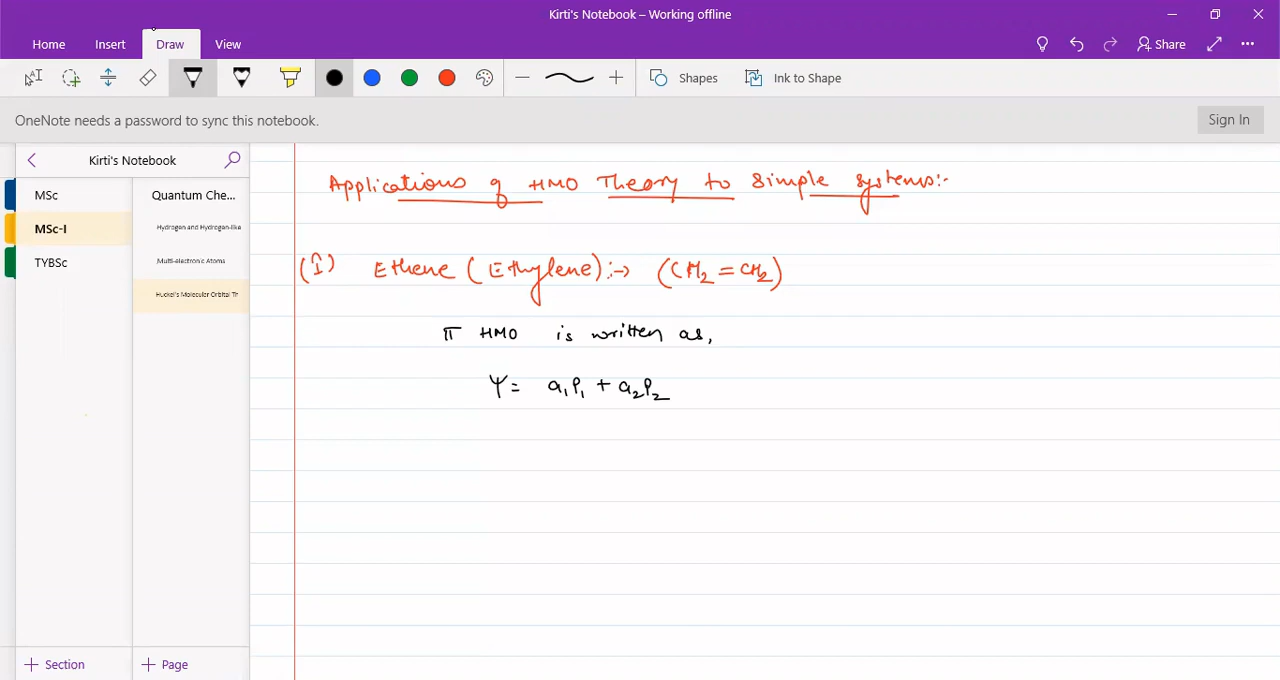 Kirti's Notebook – Working offline
Home Insert Draw View
Share
Shapes Ink to Shape
OneNote needs a password to sync this notebook.
Sign In
Kirti's Notebook
MSc
MSc-I
TYBSc
Quantum Che...
Hydrogen and Hydrogen-like
Multi-electronic Atoms
Huckel's Molecular Orbital Th
Applications of HMO Theory to Simple systems:-
(I) Ethene (Ethylene):-> (CH₂ = CH₂)
π HMO is written as,
Ψ = a₁P₁ + a₂P₂
+ Section
+ Page